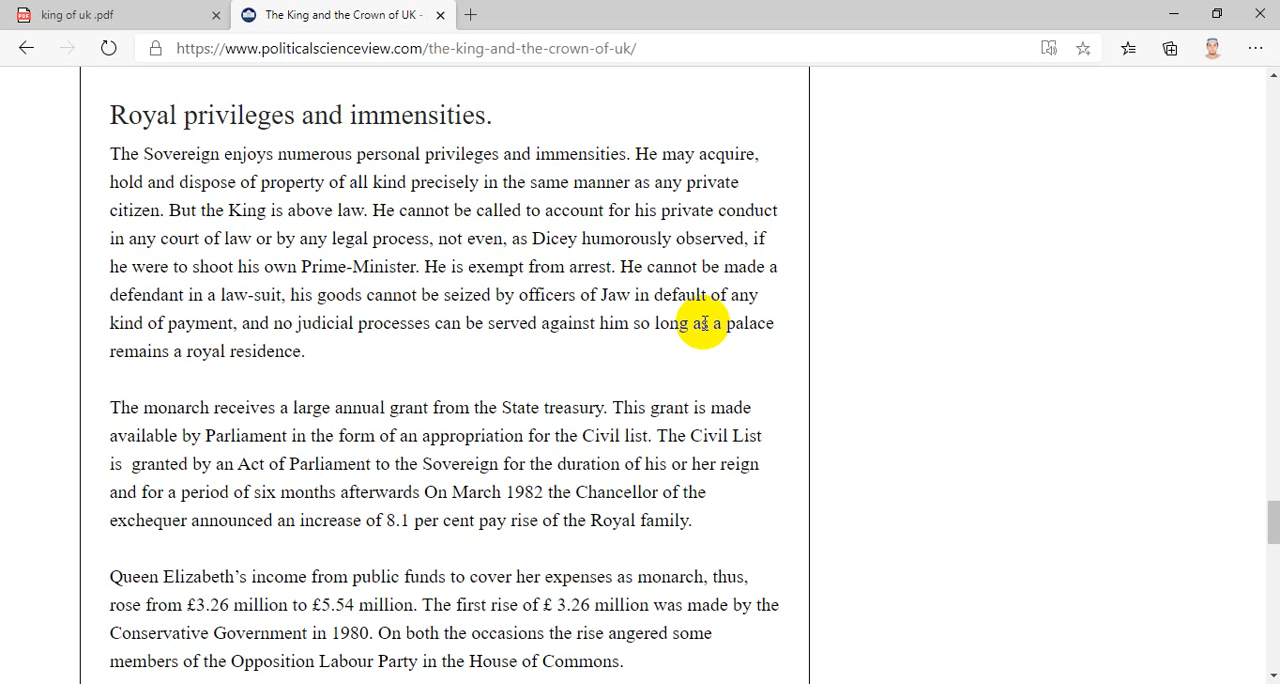 king of uk .pdf
The King and the Crown of UK -
https://www.politicalscienceview.com/the-king-and-the-crown-of-uk/
Royal privileges and immensities.
The Sovereign enjoys numerous personal privileges and immensities. He may acquire,
hold and dispose of property of all kind precisely in the same manner as any private
citizen. But the King is above law. He cannot be called to account for his private conduct
in any court of law or by any legal process, not even, as Dicey humorously observed, if
he were to shoot his own Prime-Minister. He is exempt from arrest. He cannot be made a
defendant in a law-suit, his goods cannot be seized by officers of Jaw in default of any
kind of payment, and no judicial processes can be served against him so long as a palace
remains a royal residence.
The monarch receives a large annual grant from the State treasury. This grant is made
available by Parliament in the form of an appropriation for the Civil list. The Civil List
is granted by an Act of Parliament to the Sovereign for the duration of his or her reign
and for a period of six months afterwards On March 1982 the Chancellor of the
exchequer announced an increase of 8.1 per cent pay rise of the Royal family.
Queen Elizabeth’s income from public funds to cover her expenses as monarch, thus,
rose from £3.26 million to £5.54 million. The first rise of £ 3.26 million was made by the
Conservative Government in 1980. On both the occasions the rise angered some
members of the Opposition Labour Party in the House of Commons.